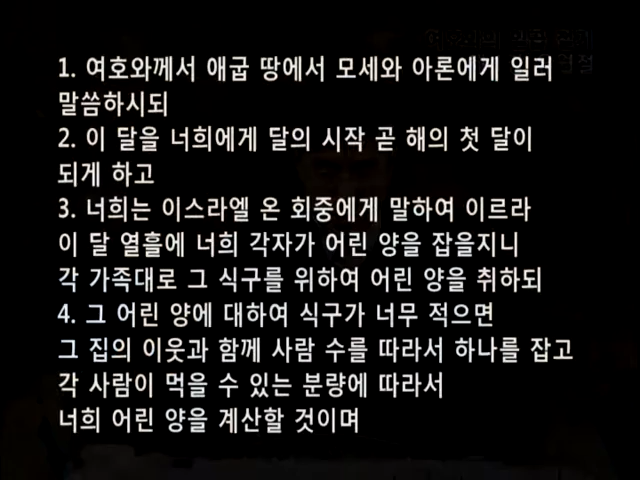 1. 여호와께서 애굽 땅에서 모세와 아론에게 일러
말씀하시되
2. 이 달을 너희에게 달의 시작 곧 해의 첫 달이
되게 하고
3. 너희는 이스라엘 온 회중에게 말하여 이르라
이 달 열흘에 너희 각자가 어린 양을 잡을지니
각 가족대로 그 식구를 위하여 어린 양을 취하되
4. 그 어린 양에 대하여 식구가 너무 적으면
그 집의 이웃과 함께 사람 수를 따라서 하나를 잡고
각 사람이 먹을 수 있는 분량에 따라서
너희 어린 양을 계산할 것이며